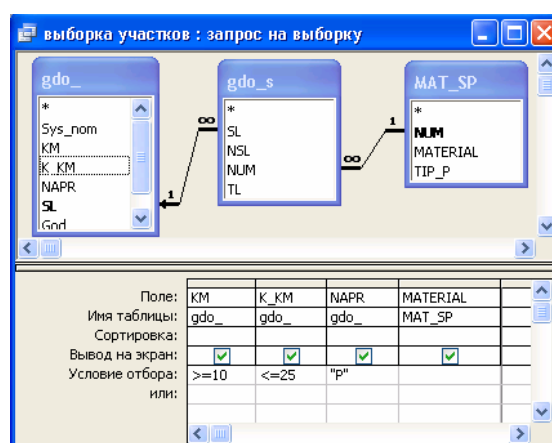 выборка участков : запрос на выборку
gdo_
*
Sys_nom
KM
K_KM
NAPR
SL
God
gdo_s
*
SL
NSL
NUM
TL
MAT_SP
*
NUM
MATERIAL
TIP_P
1
∞
∞
1
Поле: KM K_KM NAPR MATERIAL
Имя таблицы: gdo_ gdo_ gdo_ MAT_SP
Сортировка:
Вывод на экран:
Условие отбора: >=10 <=25 "P"
или: